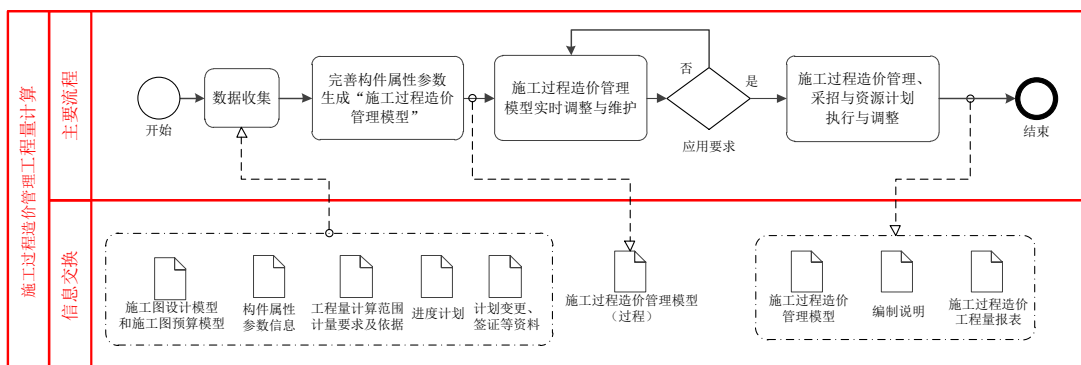 施工过程造价管理工程量计算
主要流程
开始
数据收集
完善构件属性参数
生成“施工过程造价
管理模型”
施工过程造价管理
模型实时调整与维护
否
是
应用要求
施工过程造价管理、
采招与资源计划
执行与调整
结束
信息交换
施工图设计模型
和施工图预算模型
构件属性
参数信息
工程量计算范围
计量要求及依据
进度计划
计划变更、
签证等资料
施工过程造价管理模型
（过程）
施工过程造价
管理模型
编制说明
施工过程造价
工程量报表